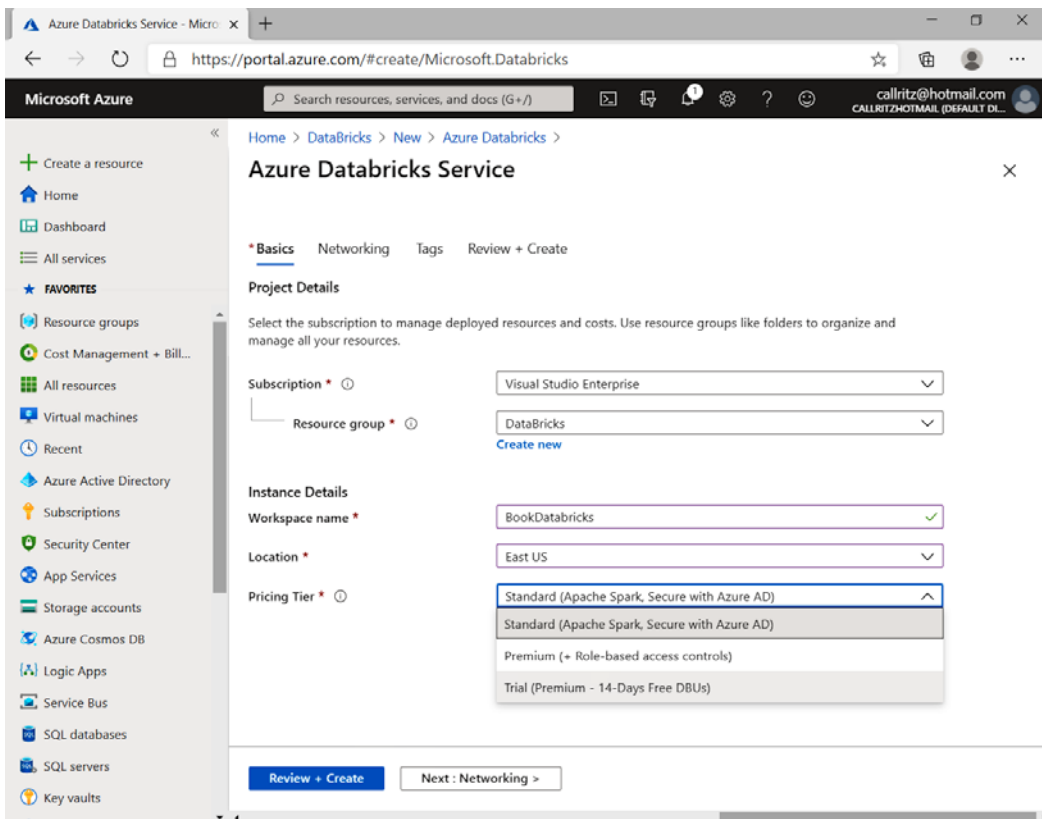 Azure Databricks Service - Micro
https://portal.azure.com/#create/Microsoft.Databricks
Microsoft Azure
Search resources, services, and docs (G+/)
1
callritz@hotmail.com
CALLRITZHOTMAIL (DEFAULT DI...
Create a resource
Home
Dashboard
All services
FAVORITES
Resource groups
Cost Management + Bill...
All resources
Virtual machines
Recent
Azure Active Directory
Subscriptions
Security Center
App Services
Storage accounts
Azure Cosmos DB
Logic Apps
Service Bus
SQL databases
SQL servers
Key vaults
Home > DataBricks > New > Azure Databricks >
Azure Databricks Service
* Basics Networking Tags Review + Create
Project Details
Select the subscription to manage deployed resources and costs. Use resource groups like folders to organize and
manage all your resources.
Subscription * Visual Studio Enterprise
Resource group * DataBricks
Create new
Instance Details
Workspace name * BookDatabricks
Location * East US
Pricing Tier * Standard (Apache Spark, Secure with Azure AD)
Standard (Apache Spark, Secure with Azure AD)
Premium (+ Role-based access controls)
Trial (Premium - 14-Days Free DBUs)
Review + Create Next : Networking >